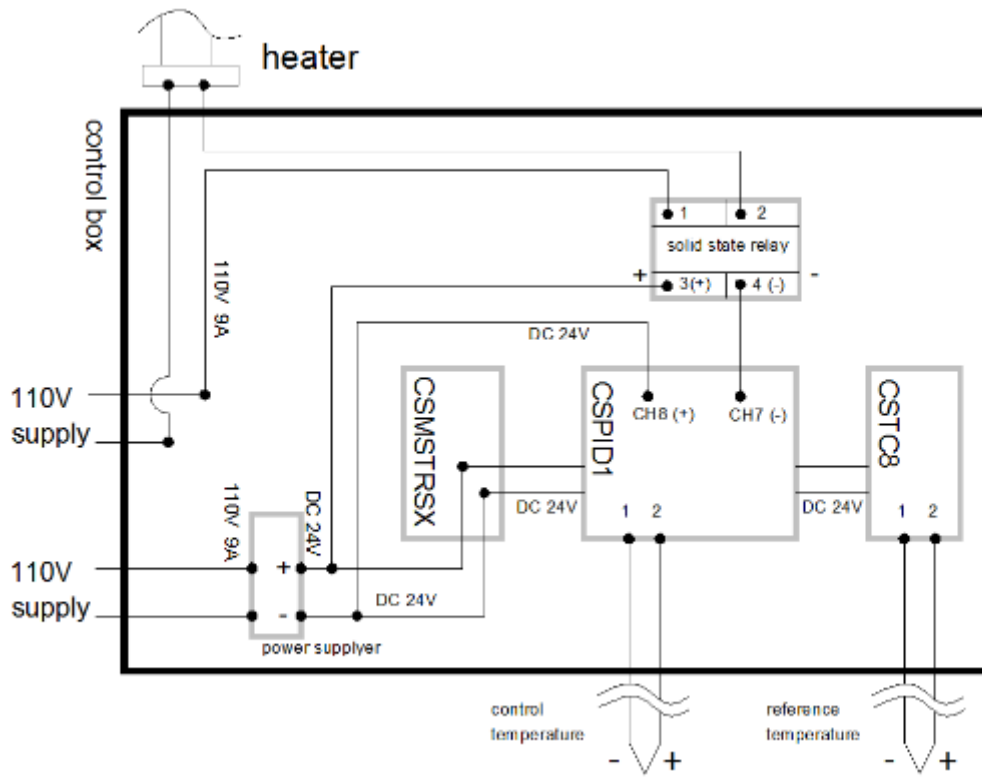 heater
control box
1
2
solid state relay
+
3(+)
4 (-)
-
110V 9A
DC 24V
110V
supply
CSMSTRSX
CSPID1
CH8 (+)
CH7 (-)
CSTC8
DC 24V
DC 24V
1
2
1
2
110V 9A
DC 24V
110V
supply
+
-
DC 24V
power supplyer
control
temperature
- +
reference
temperature
- +